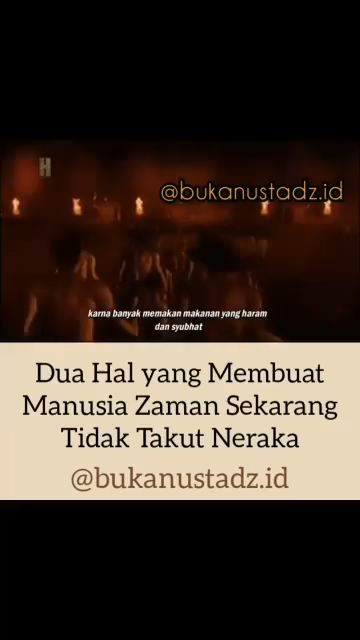 H
@bukanustadz.id
karna banyak memakan makanan yang haram
dan syubhat
Dua Hal yang Membuat
Manusia Zaman Sekarang
Tidak Takut Neraka
@bukanustadz.id